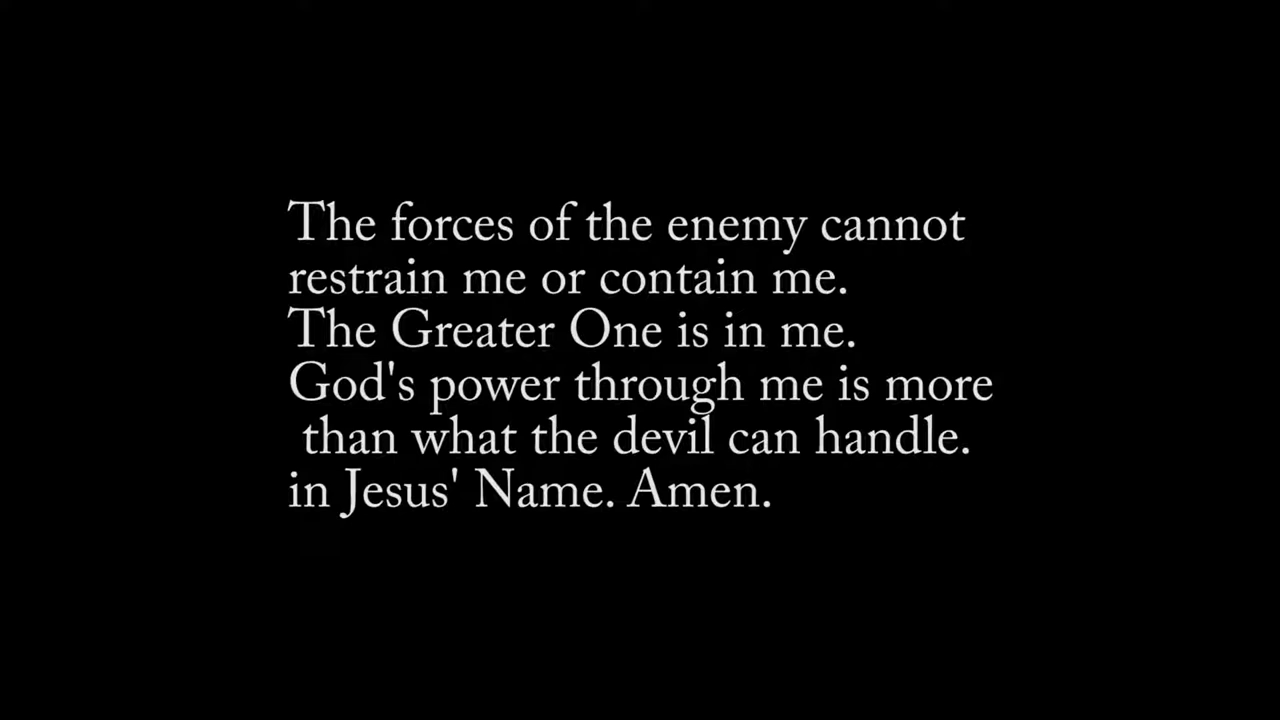 The forces of the enemy cannot
restrain me or contain me.
The Greater One is in me.
God's power through me is more
than what the devil can handle.
in Jesus' Name. Amen.